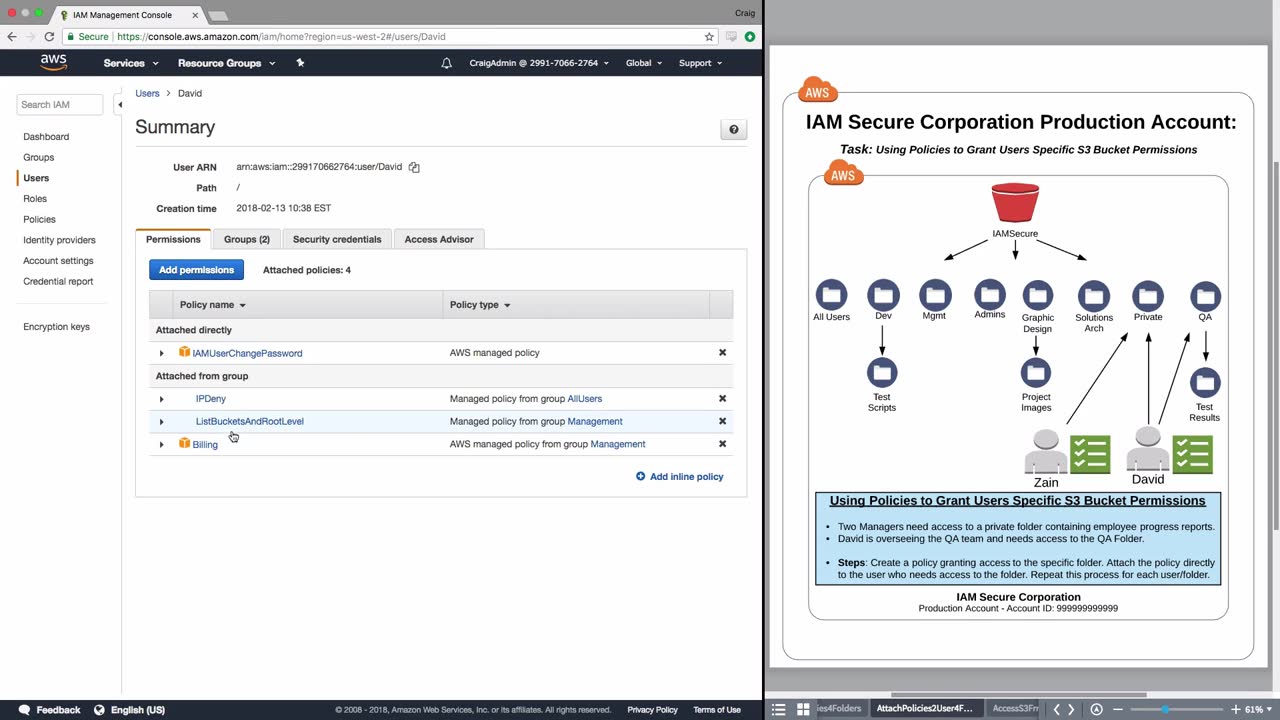 IAM Management Console
Craig
Secure | https://console.aws.amazon.com/iam/home?region=us-west-2#/users/David
aws
Services
Resource Groups
CraigAdmin @ 2991-7066-2764
Global
Support
Search IAM
Dashboard
Groups
Users
Roles
Policies
Identity providers
Account settings
Credential report
Encryption keys
Users > David
Summary
?
User ARN arn:aws:iam::299170662764:user/David
Path /
Creation time 2018-02-13 10:38 EST
Permissions
Groups (2)
Security credentials
Access Advisor
Add permissions
Attached policies: 4
Policy name
Policy type
Attached directly
IAMUserChangePassword AWS managed policy
Attached from group
IPDeny Managed policy from group AllUsers
ListBucketsAndRootLevel Managed policy from group Management
Billing AWS managed policy from group Management
Add inline policy
Feedback
English (US)
© 2008 - 2018, Amazon Web Services, Inc. or its affiliates. All rights reserved.
Privacy Policy
Terms of Use
AWS
IAM Secure Corporation Production Account:
Task: Using Policies to Grant Users Specific S3 Bucket Permissions
AWS
IAMSecure
All Users
Dev
Mgmt
Admins
Graphic
Design
Solutions
Arch
Private
QA
Test
Scripts
Project
Images
Test
Results
Zain
David
Using Policies to Grant Users Specific S3 Bucket Permissions
• Two Managers need access to a private folder containing employee progress reports.
• David is overseeing the QA team and needs access to the QA Folder.
• Steps: Create a policy granting access to the specific folder. Attach the policy directly
to the user who needs access to the folder. Repeat this process for each user/folder.
IAM Secure Corporation
Production Account - Account ID: 999999999999
ies4Folders
AttachPolicies2User4F...
AccessS3Fr
61%